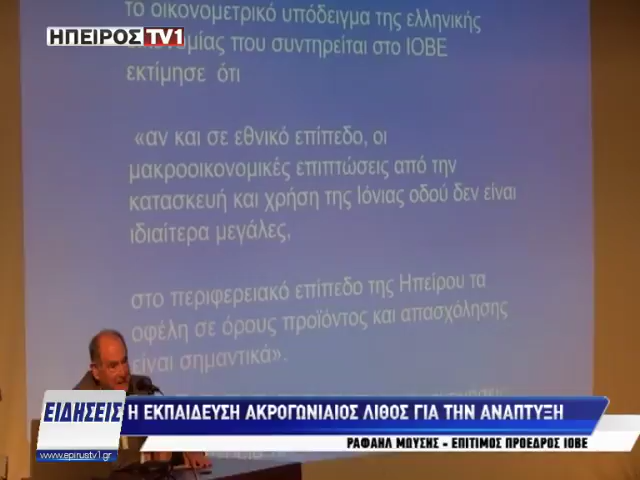 το οικονομετρικό υπόδειγμα της ελληνικής
ΗΠΕΙΡΟΣ TV1
οικονομίας που συντηρείται στο ΙΟΒΕ
εκτίμησε ότι
«αν και σε εθνικό επίπεδο, οι
μακροοικονομικές επιπτώσεις από την
κατασκευή και χρήση της Ιόνιας οδού δεν είναι
ιδιαίτερα μεγάλες,
στο περιφερειακό επίπεδο της Ηπείρου τα
οφέλη σε όρους προϊόντος και απασχόλησης
είναι σημαντικά».
ΕΙΔΗΣΕΙΣ
Η ΕΚΠΑΙΔΕΥΣΗ ΑΚΡΟΓΩΝΙΑΙΟΣ ΛΙΘΟΣ ΓΙΑ ΤΗΝ ΑΝΑΠΤΥΞΗ
ΡΑΦΑΗΛ ΜΩΥΣΗΣ - ΕΠΙΤΙΜΟΣ ΠΡΟΕΔΡΟΣ ΙΟΒΕ
www.epirustv1.gr